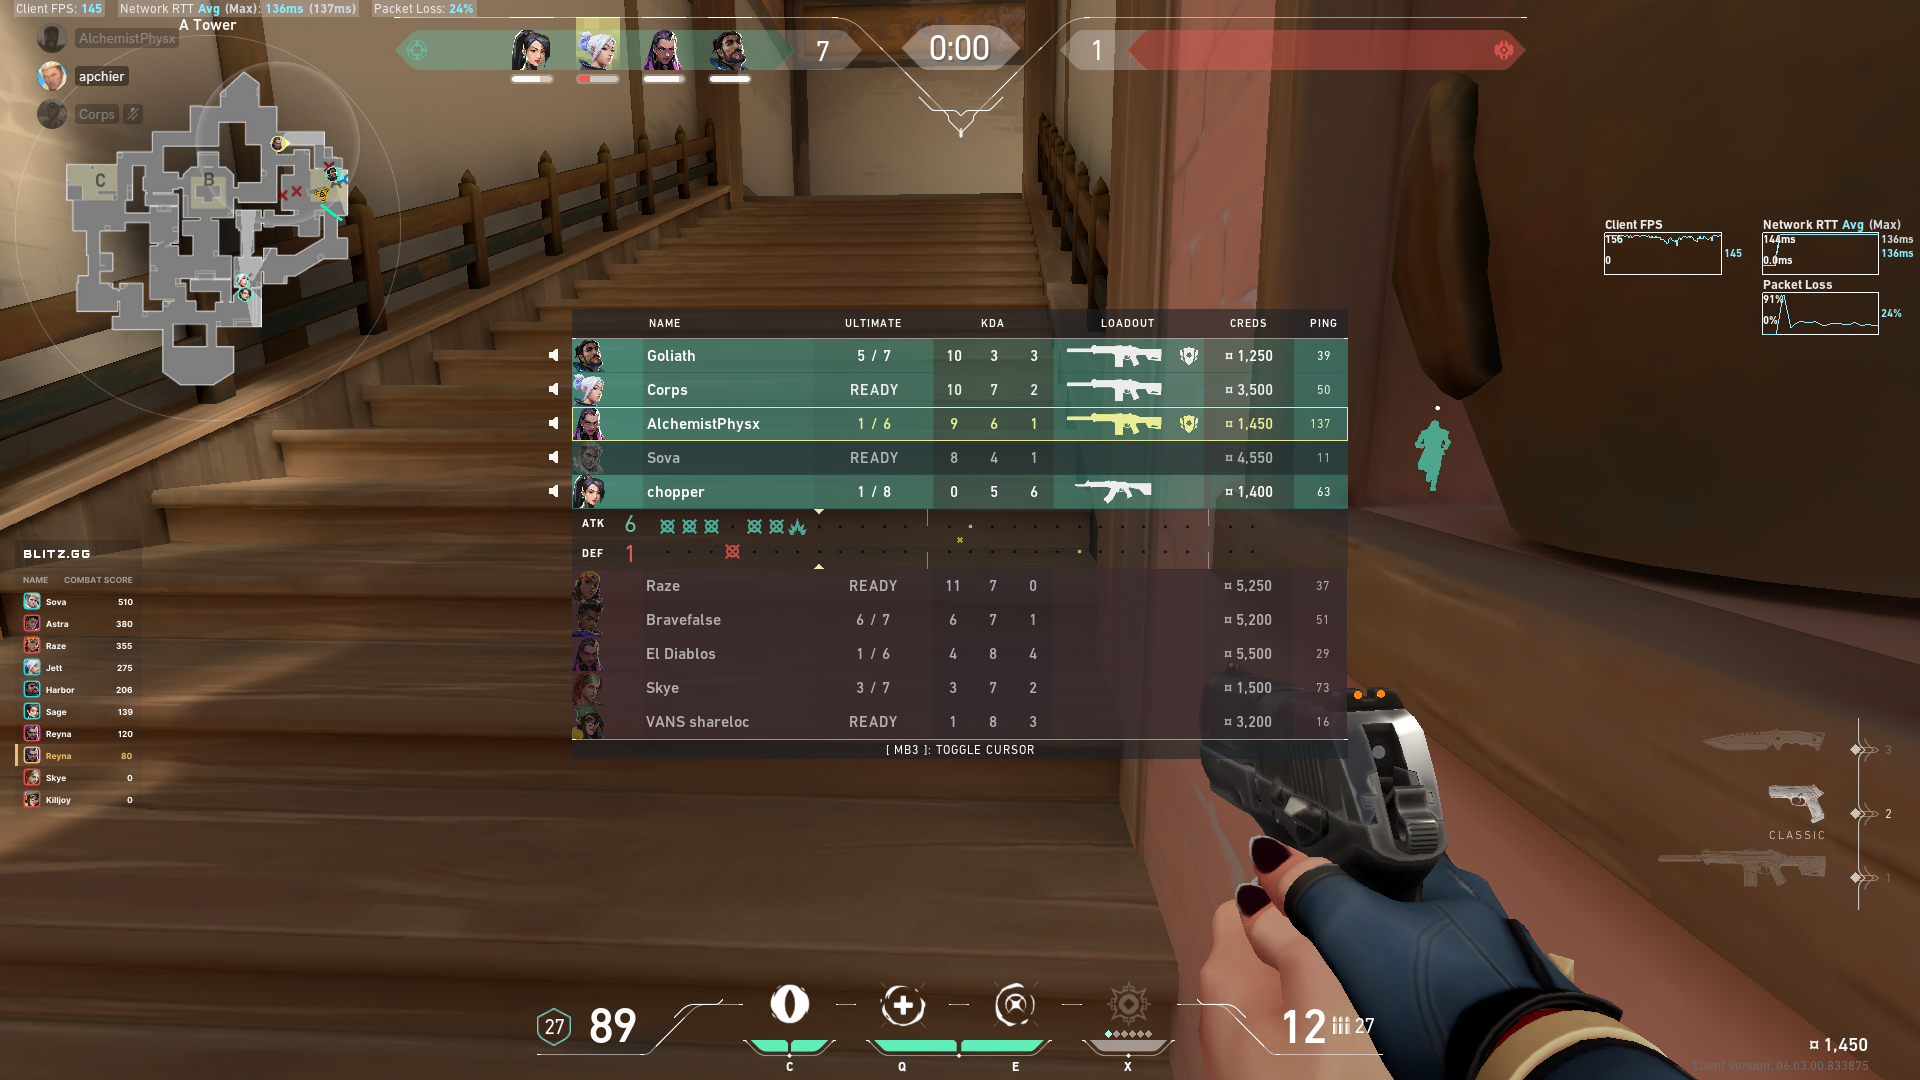 Client FPS: 145 Network RTT Avg (Max): 136ms (137ms) Packet Loss: 24%
A Tower
AlchemistPhysx
apchier
Corps
C
B
7
0:00
1
Client FPS
156
0
145
Network RTT Avg (Max)
144ms
0.0ms
136ms
136ms
Packet Loss
91%
0%
24%
NAME ULTIMATE KDA LOADOUT CREDS PING
Goliath 5 / 7 10 3 3 ¤ 1,250 39
Corps READY 10 7 2 ¤ 3,500 50
AlchemistPhysx 1 / 6 9 6 1 ¤ 1,450 137
Sova READY 8 4 1 ¤ 4,550 11
chopper 1 / 8 0 5 6 ¤ 1,400 63
ATK 6
DEF 1
Raze READY 11 7 0 ¤ 5,250 37
Bravefalse 6 / 7 6 7 1 ¤ 5,200 51
El Diablos 1 / 6 4 8 4 ¤ 5,500 29
Skye 3 / 7 3 7 2 ¤ 1,500 73
VANS shareloc READY 1 8 3 ¤ 3,200 16
[ MB3 ]: TOGGLE CURSOR
BLITZ.GG
NAME COMBAT SCORE
Sova 510
Astra 380
Raze 355
Jett 275
Harbor 206
Sage 139
Reyna 120
Reyna 80
Skye 0
Killjoy 0
3
2
CLASSIC
1
27 89
C
Q
E
X
12 27
¤ 1,450
Client Version: 06.03.00.833875